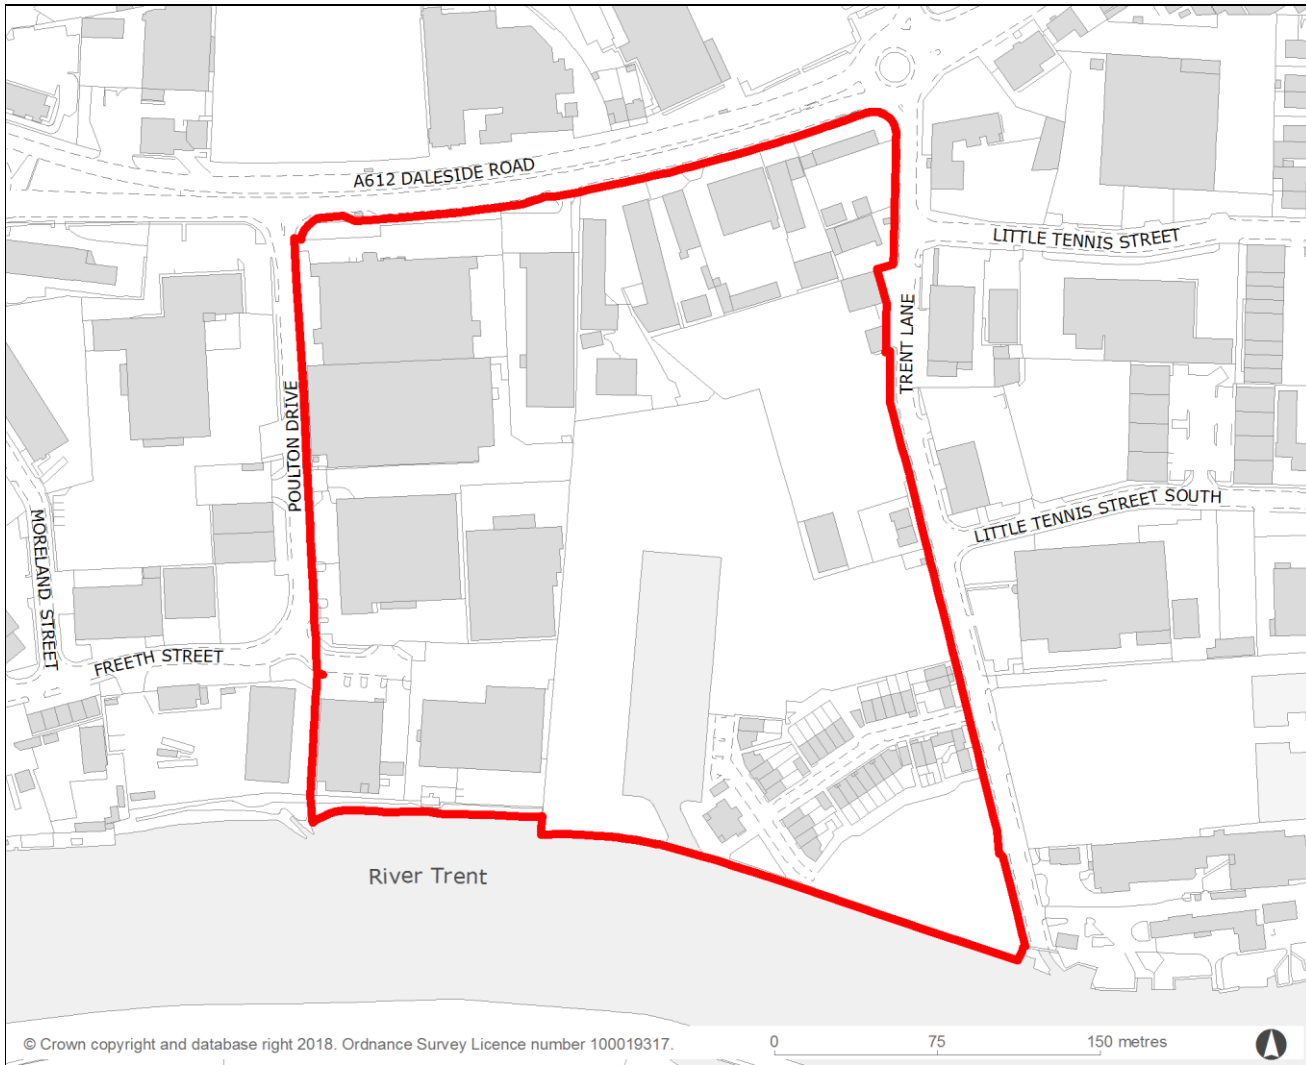 A612 DALESIDE ROAD
LITTLE TENNIS STREET
TRENT LANE
POULTON DRIVE
LITTLE TENNIS STREET SOUTH
MORELAND STREET
FREETH STREET
River Trent
© Crown copyright and database right 2018. Ordnance Survey Licence number 100019317.
0 75 150 metres